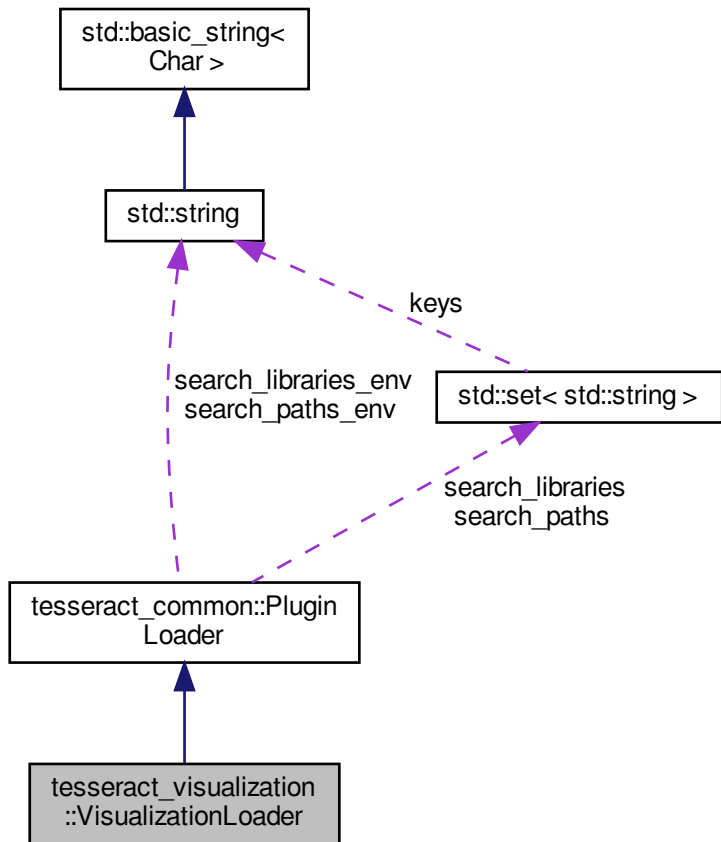 std::basic_string<
Char >
std::string
keys
search_libraries_env
search_paths_env
std::set< std::string >
search_libraries
search_paths
tesseract_common::Plugin
Loader
tesseract_visualization
::VisualizationLoader